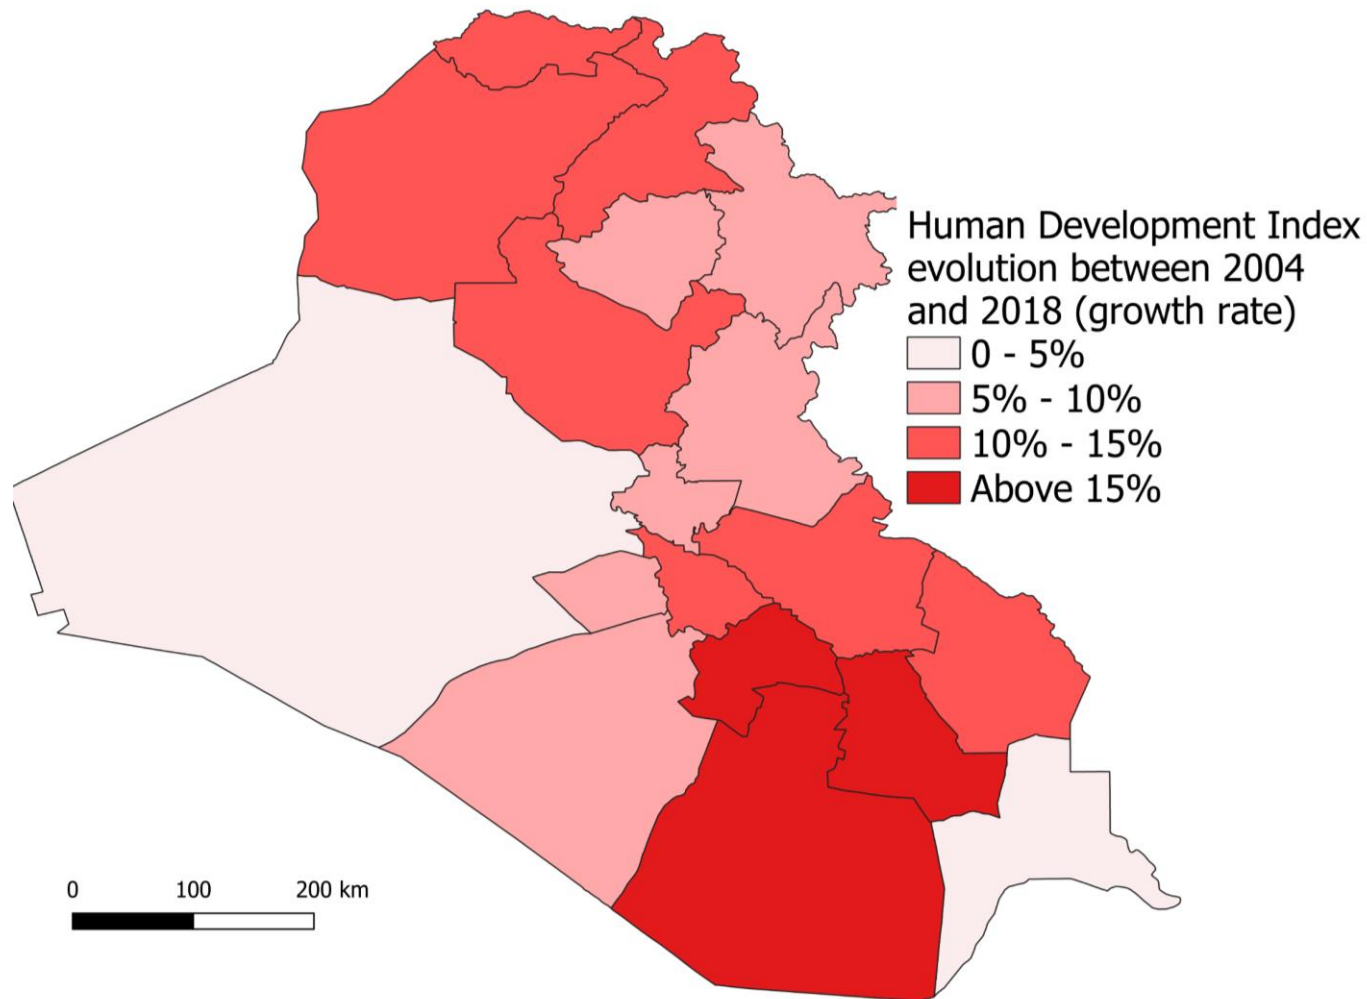 Human Development Index
evolution between 2004
and 2018 (growth rate)
0 - 5%
5% - 10%
10% - 15%
Above 15%
0 100 200 km